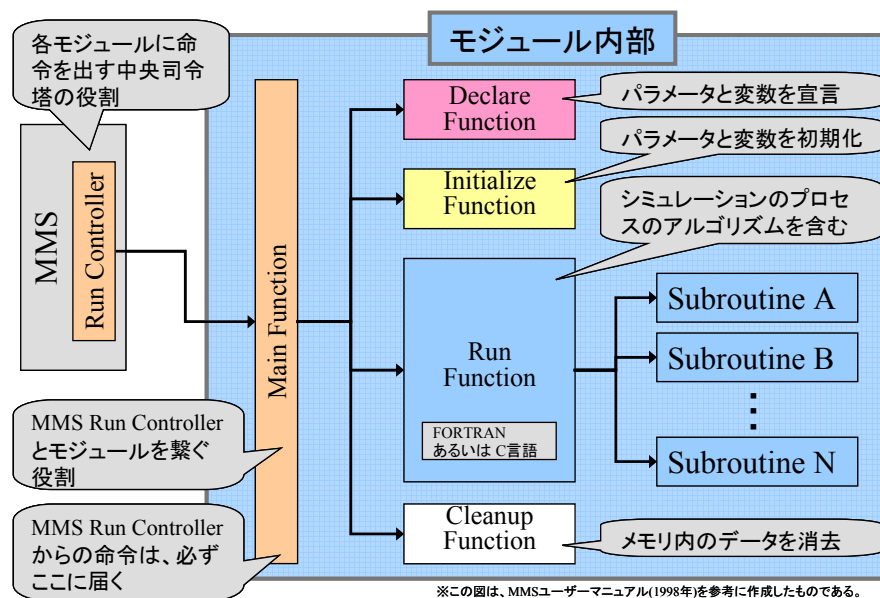 モジュール内部
各モジュールに命
令を出す中央司令
塔の役割
MMS
Run Controller
Main Function
Declare
Function
パラメータと変数を宣言
Initialize
Function
パラメータと変数を初期化
シミュレーションのプロセ
スのアルゴリズムを含む
Run
Function
FORTRAN
あるいは C言語
Subroutine A
Subroutine B
Subroutine N
MMS Run Controller
とモジュールを繋ぐ
役割
MMS Run Controller
からの命令は、必ず
ここに届く
Cleanup
Function
メモリ内のデータを消去
※この図は、MMSユーザーマニュアル(1998年)を参考に作成したものである。